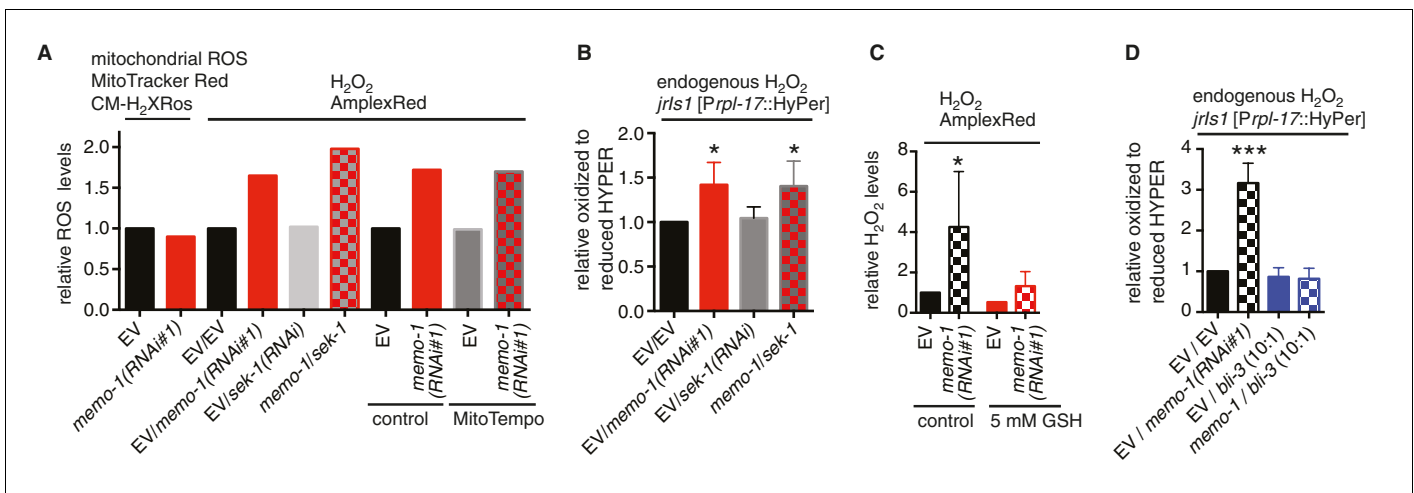 A
mitochondrial ROS
MitoTracker Red
CM-H₂XRos
H₂O₂
AmplexRed
relative ROS levels
2.0
1.5
1.0
0.5
0.0
EV
memo-1(RNAi#1)
EV/EV
EV/memo-1(RNAi#1)
EV/sek-1(RNAi)
memo-1/sek-1
EV
memo-1
(RNAi#1)
EV
memo-1
(RNAi#1)
control
MitoTempo
B
endogenous H₂O₂
jrIs1 [Prpl-17::HyPer]
relative oxidized to
reduced HYPER
2.0
1.5
1.0
0.5
0.0
*
*
EV/EV
EV/memo-1(RNAi#1)
EV/sek-1(RNAi)
memo-1/sek-1
C
H₂O₂
AmplexRed
relative H₂O₂ levels
8
6
4
2
0
*
EV
memo-1
(RNAi#1)
EV
memo-1
(RNAi#1)
control
5 mM GSH
D
endogenous H₂O₂
jrIs1 [Prpl-17::HyPer]
relative oxidized to
reduced HYPER
4
3
2
1
0
***
EV / EV
EV / memo-1(RNAi#1)
EV / bli-3 (10:1)
memo-1 / bli-3 (10:1)